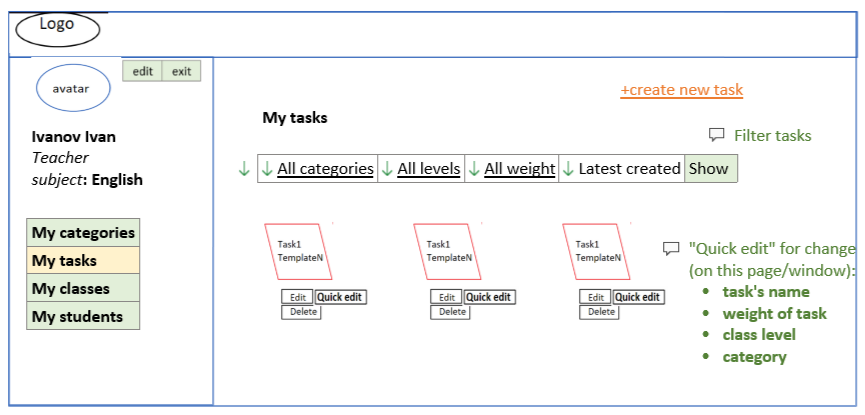 Logo
edit exit
avatar
+create new task
My tasks
Filter tasks
Ivanov Ivan
Teacher
subject: English
↓ ↓ All categories ↓ All levels ↓ All weight ↓ Latest created Show
My categories
My tasks
My classes
My students
Task1
TemplateN
Edit Quick edit
Delete
Task1
TemplateN
Edit Quick edit
Delete
Task1
TemplateN
Edit Quick edit
Delete
"Quick edit" for change
(on this page/window):
• task's name
• weight of task
• class level
• category